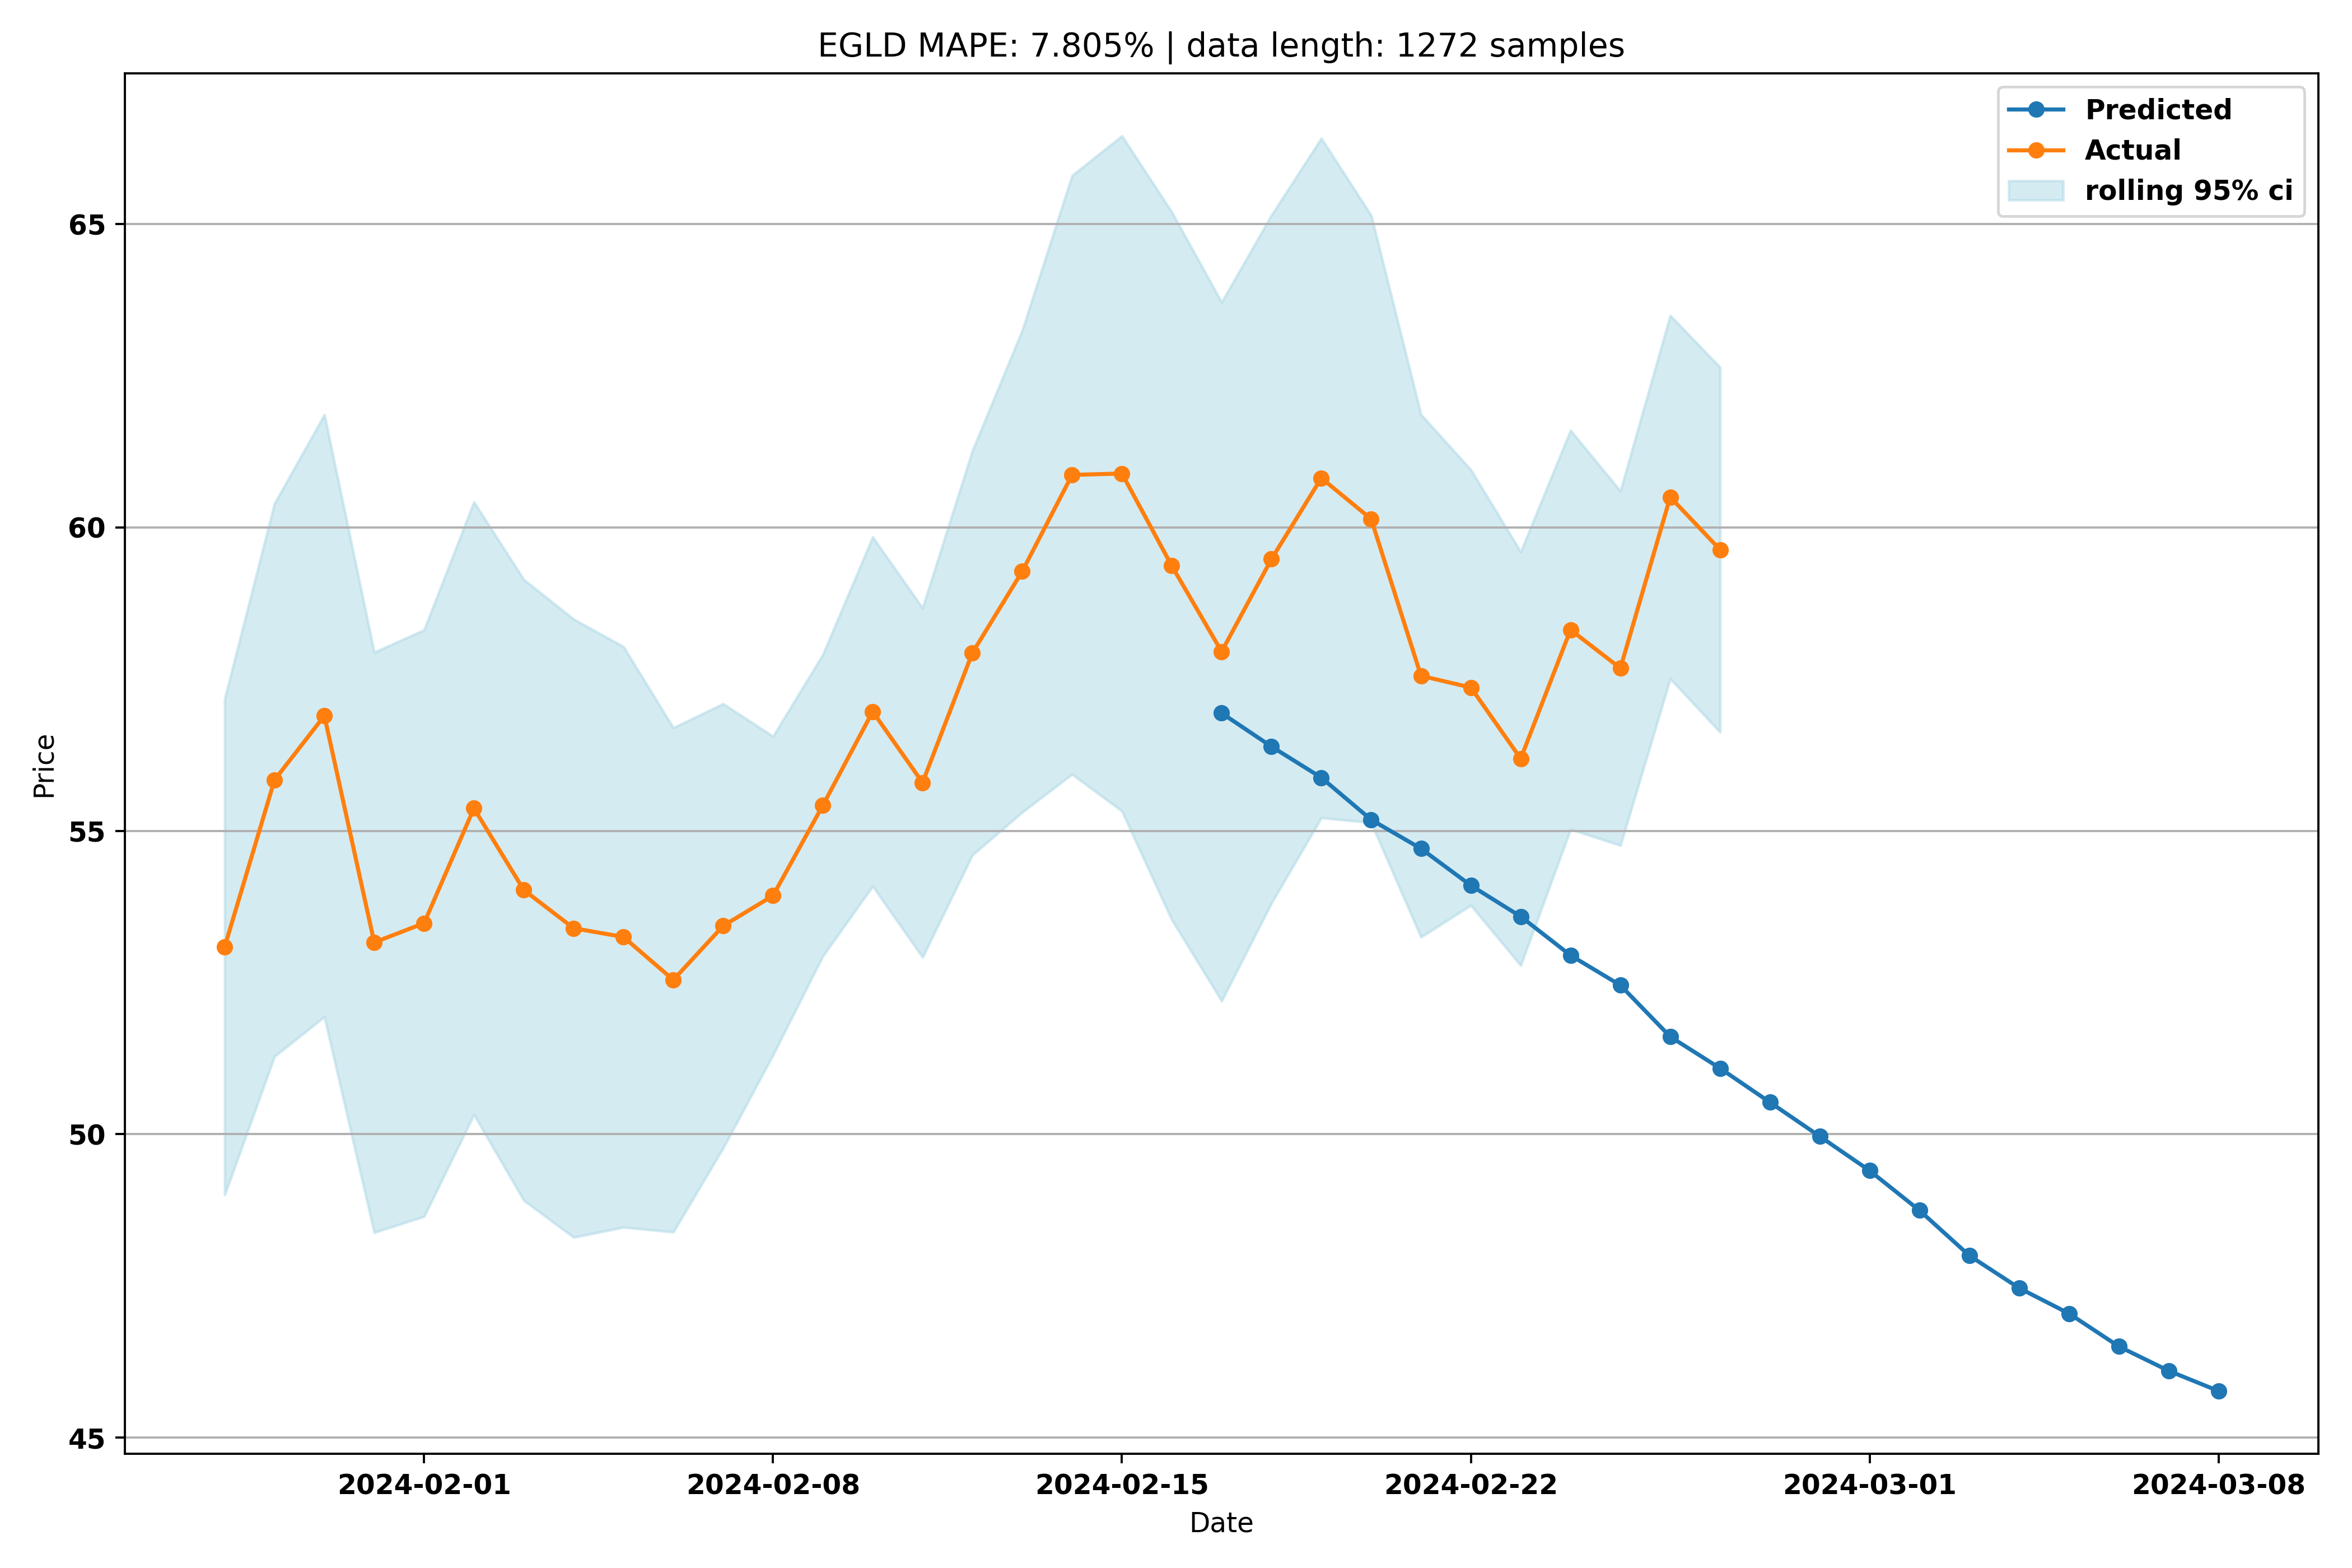 EGLD MAPE: 7.805% | data length: 1272 samples
Predicted
Actual
rolling 95% ci
65
60
55
50
45
Price
2024-02-01
2024-02-08
2024-02-15
2024-02-22
2024-03-01
2024-03-08
Date